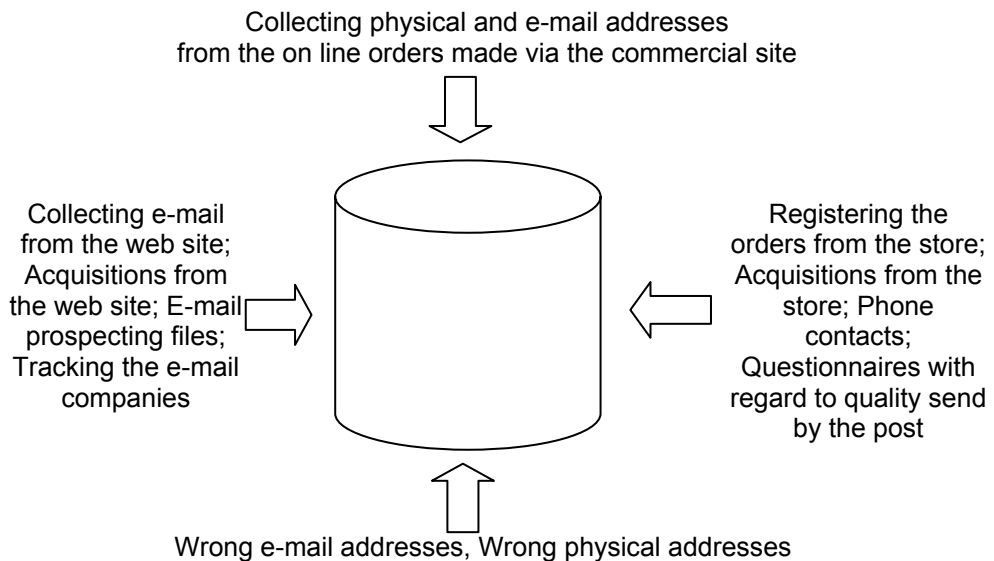 Collecting physical and e-mail addresses
from the on line orders made via the commercial site
Collecting e-mail
from the web site;
Acquisitions from
the web site; E-mail
prospecting files;
Tracking the e-mail
companies
Registering the
orders from the store;
Acquisitions from the
store; Phone
contacts;
Questionnaires with
regard to quality send
by the post
Wrong e-mail addresses, Wrong physical addresses